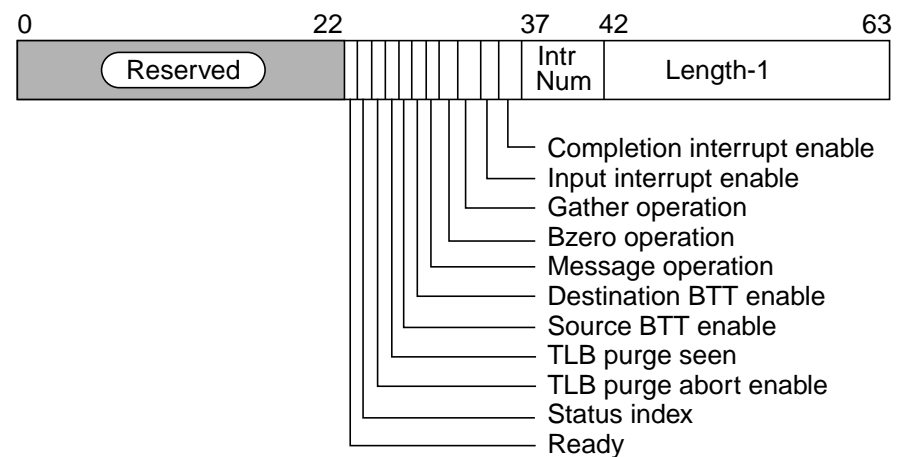 0 22 37 42 63
Reserved
Intr
Num
Length-1
Completion interrupt enable
Input interrupt enable
Gather operation
Bzero operation
Message operation
Destination BTT enable
Source BTT enable
TLB purge seen
TLB purge abort enable
Status index
Ready